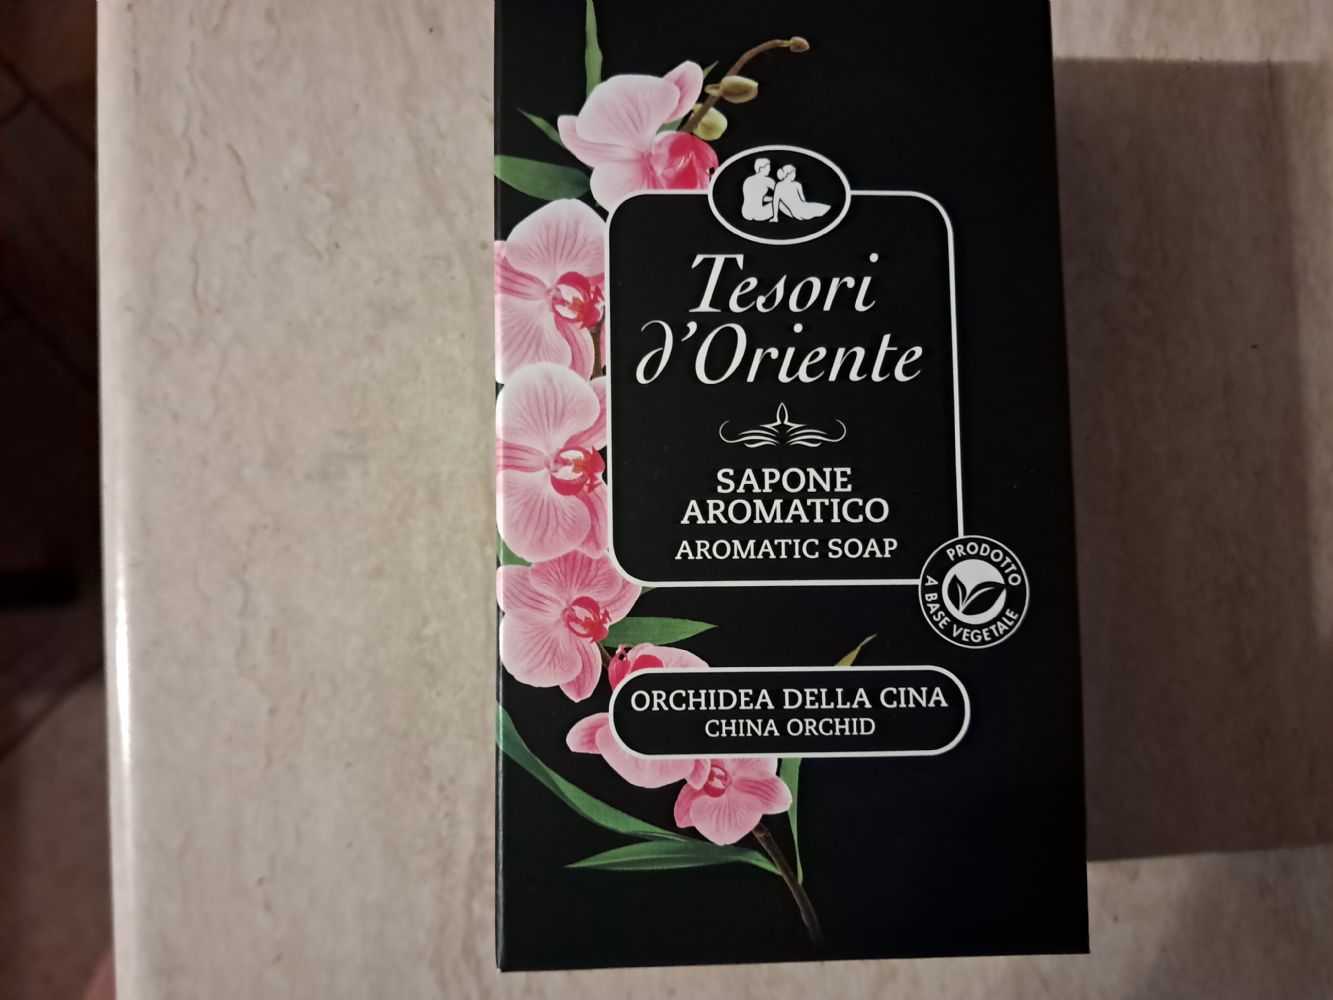 Tesori
d'Oriente
SAPONE
AROMATICO
AROMATIC SOAP
PRODOTTO
A BASE VEGETALE
ORCHIDEA DELLA CINA
CHINA ORCHID